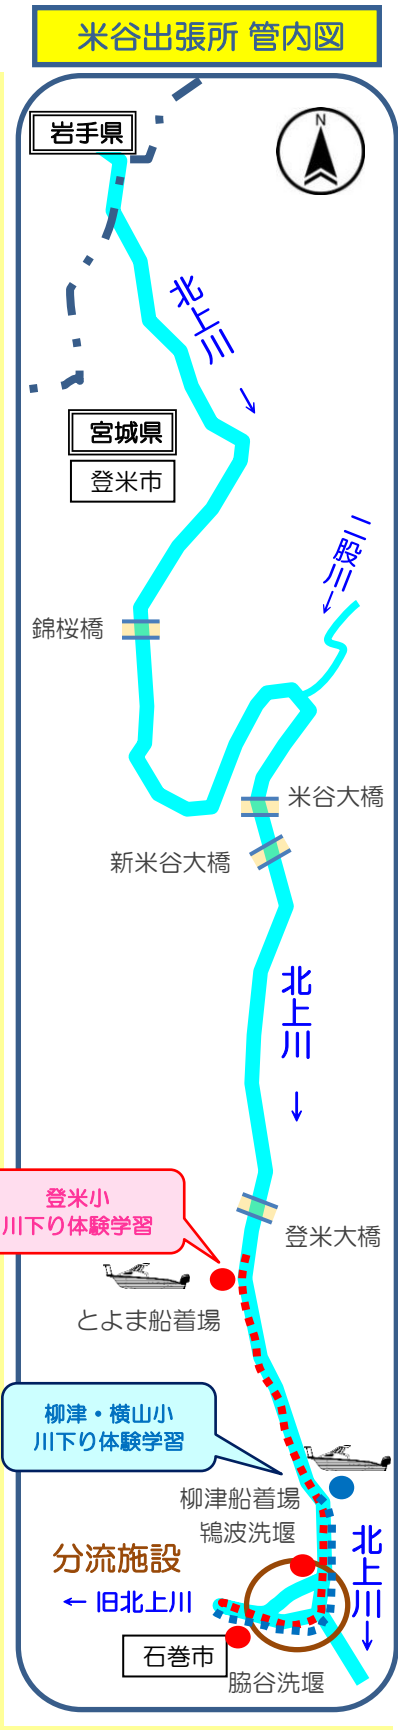 米谷出張所 管内図
岩手県
N
北上川
↓
宮城県
登米市
二股川
↓
錦桜橋
米谷大橋
新米谷大橋
北上川
↓
登米小
川下り体験学習
登米大橋
とよま船着場
柳津・横山小
川下り体験学習
柳津船着場
鴇波洗堰
分流施設
北上川
↓
← 旧北上川
石巻市
脇谷洗堰